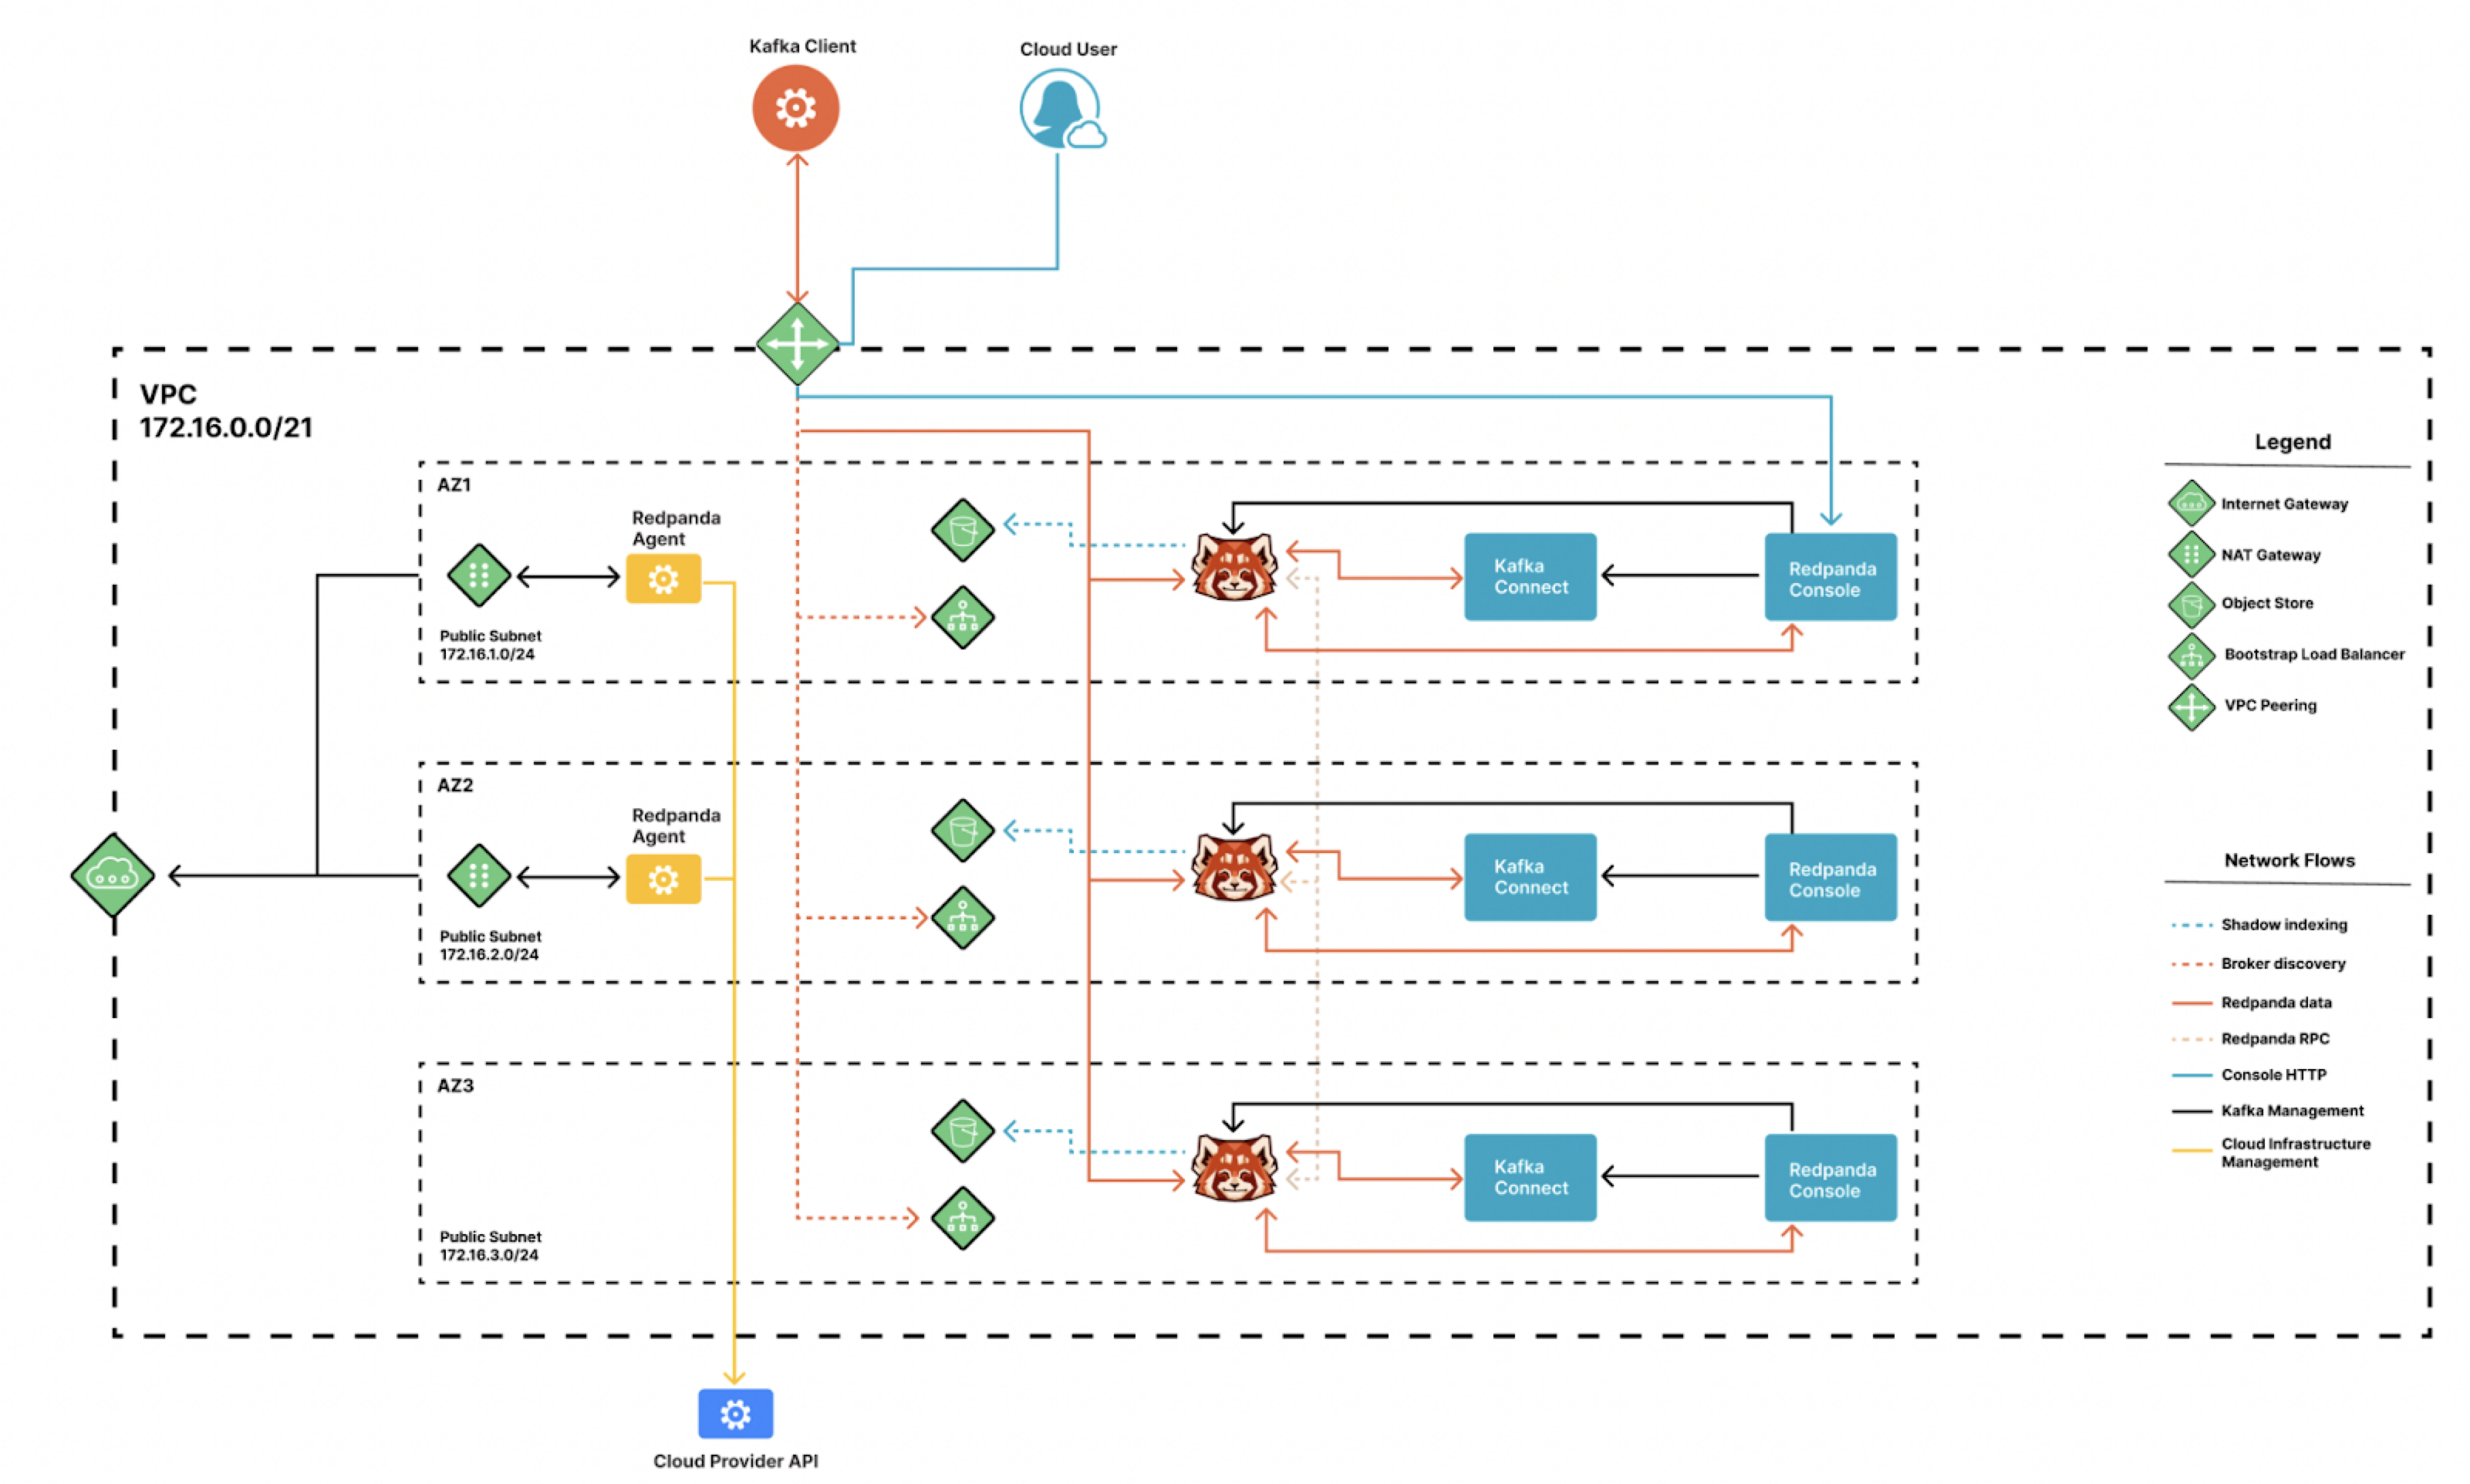 Kafka Client
Cloud User
VPC
172.16.0.0/21
AZ1
Redpanda
Agent
Public Subnet
172.16.1.0/24
Kafka
Connect
Redpanda
Console
AZ2
Redpanda
Agent
Public Subnet
172.16.2.0/24
Kafka
Connect
Redpanda
Console
AZ3
Public Subnet
172.16.3.0/24
Kafka
Connect
Redpanda
Console
Cloud Provider API
Legend
Internet Gateway
NAT Gateway
Object Store
Bootstrap Load Balancer
VPC Peering
Network Flows
Shadow indexing
Broker discovery
Redpanda data
Redpanda RPC
Console HTTP
Kafka Management
Cloud Infrastructure
Management